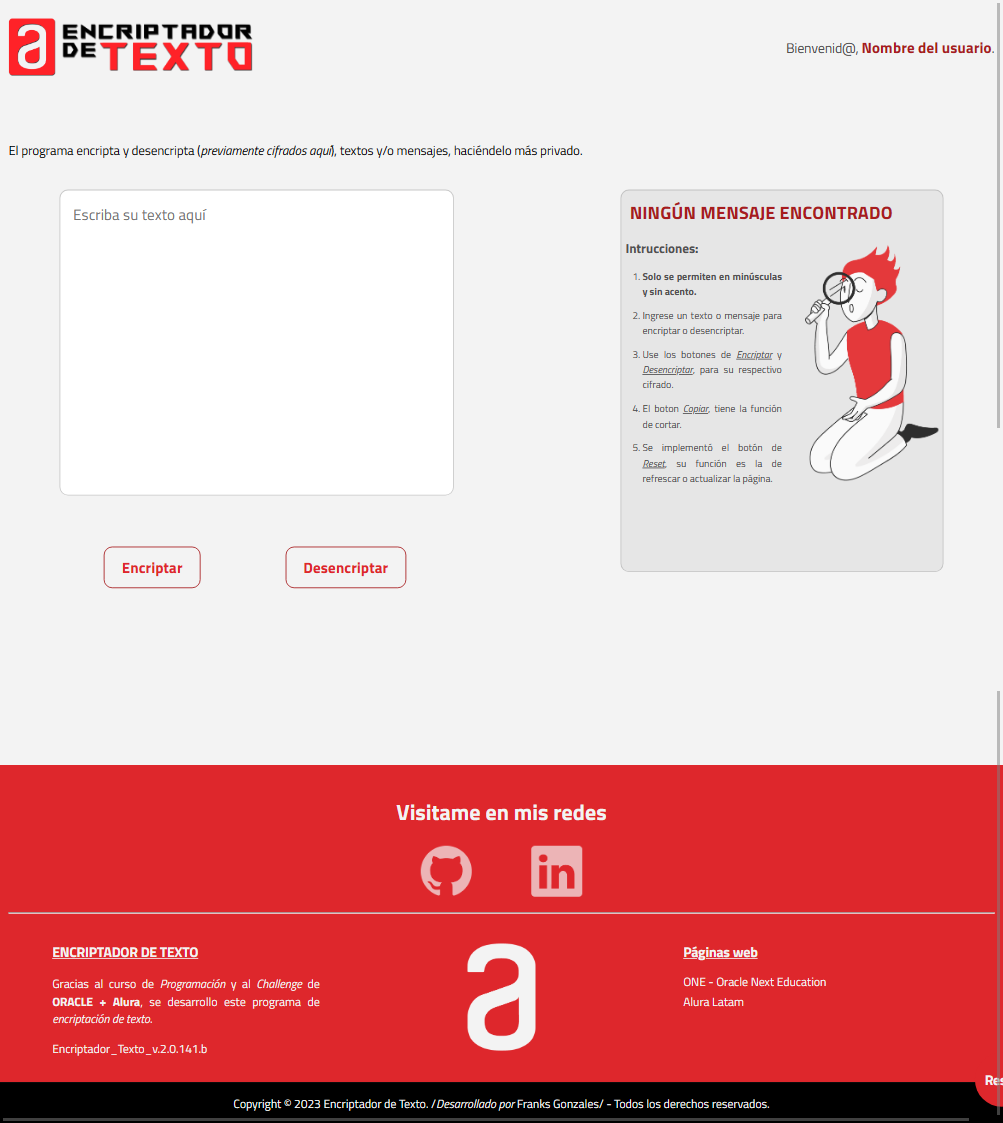 a ENCRIPTADOR
DE TEXTO
Bienvenid@, Nombre del usuario.
El programa encripta y desencripta (previamente cifrados aquí), textos y/o mensajes, haciéndelo más privado.
Escriba su texto aquí
Encriptar
Desencriptar
NINGÚN MENSAJE ENCONTRADO
Intrucciones:
1. Solo se permiten en minúsculas
y sin acento.
2. Ingrese un texto o mensaje para
encriptar o desencriptar.
3. Use los botones de Encriptar y
Desencriptar, para su respectivo
cifrado.
4. El boton Copiar, tiene la función
de cortar.
5. Se implementó el botón de
Reset, su función es la de
refrescar o actualizar la página.
Visitame en mis redes
in
ENCRIPTADOR DE TEXTO
Gracias al curso de Programación y al Challenge de
ORACLE + Alura, se desarrollo este programa de
encriptación de texto.
Encriptador_Texto_v.2.0.141.b
a
Páginas web
ONE - Oracle Next Education
Alura Latam
Res
Copyright © 2023 Encriptador de Texto. /Desarrollado por Franks Gonzales/ - Todos los derechos reservados.